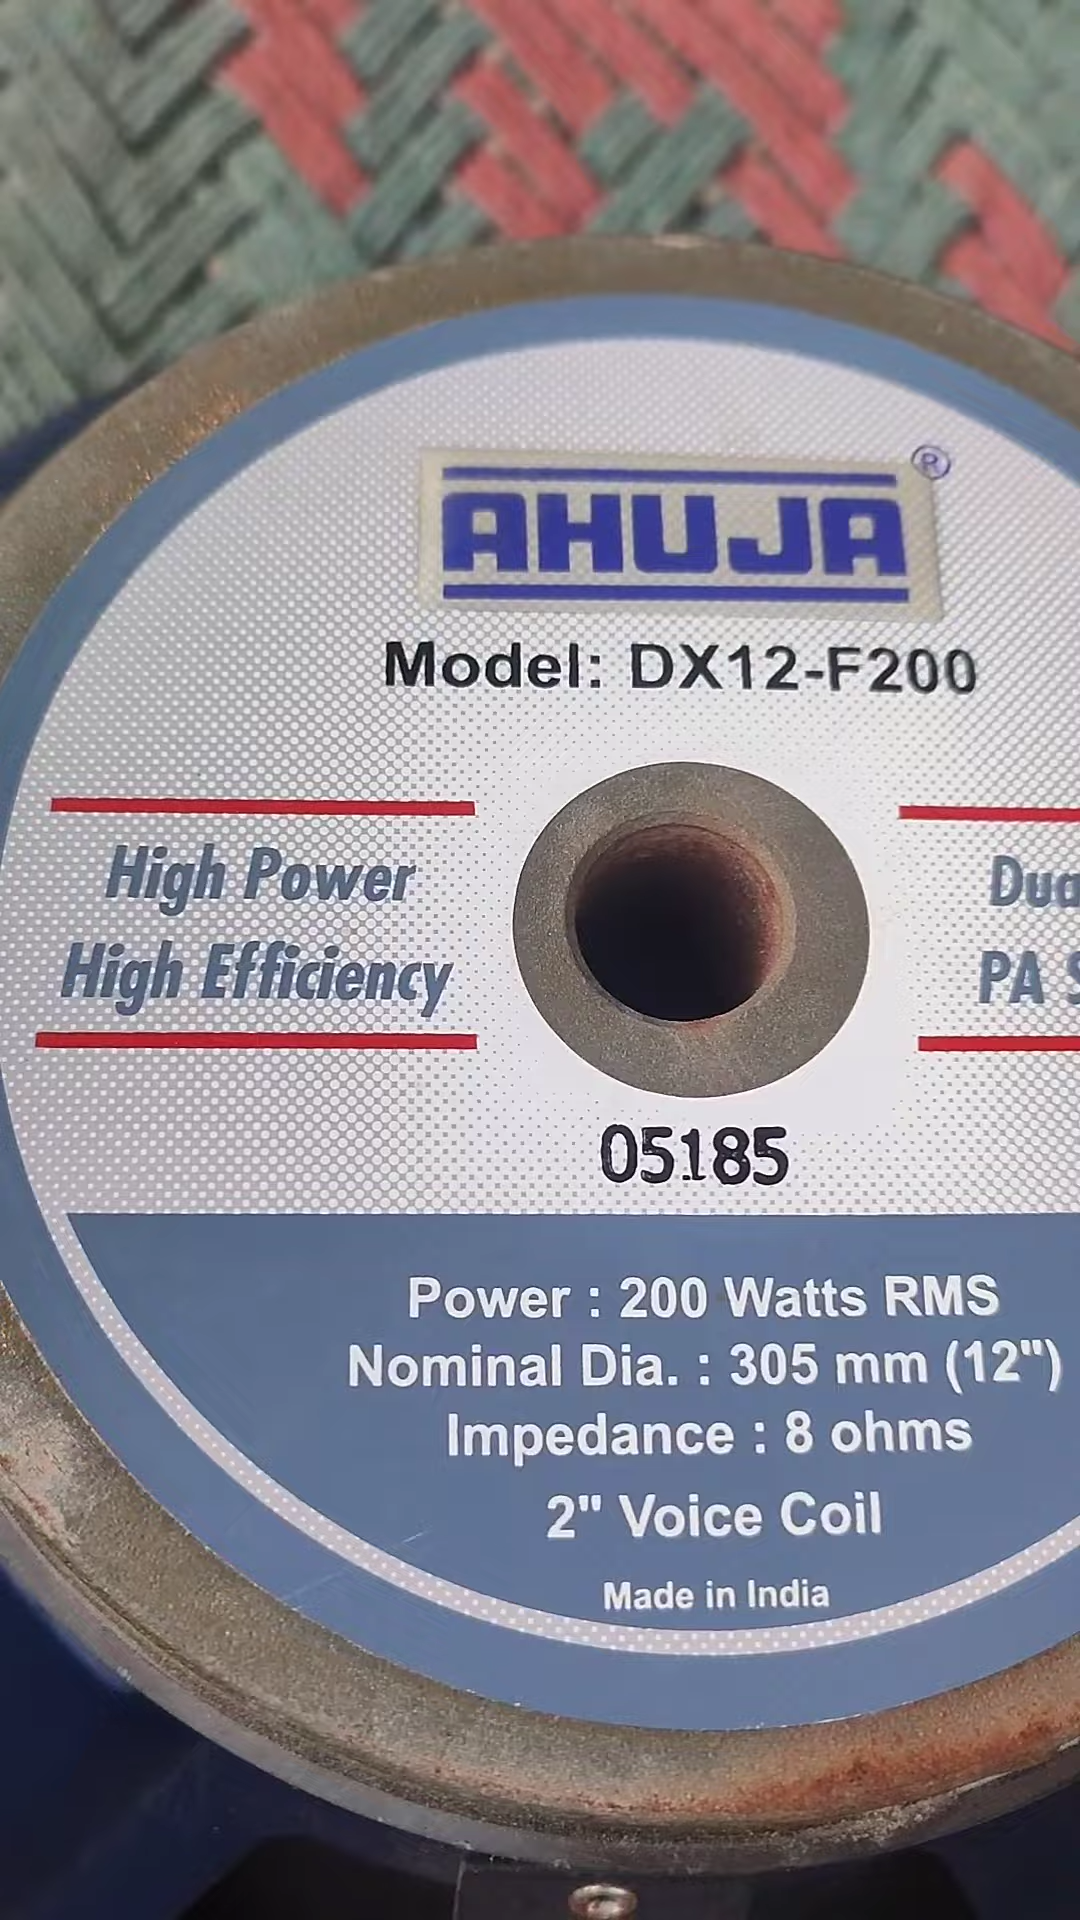 AHUJA ®
Model: DX12-F200
High Power
High Efficiency
PA
05185
Power : 200 Watts RMS
Nominal Dia. : 305 mm (12")
Impedance : 8 ohms
2" Voice Coil
Made in India